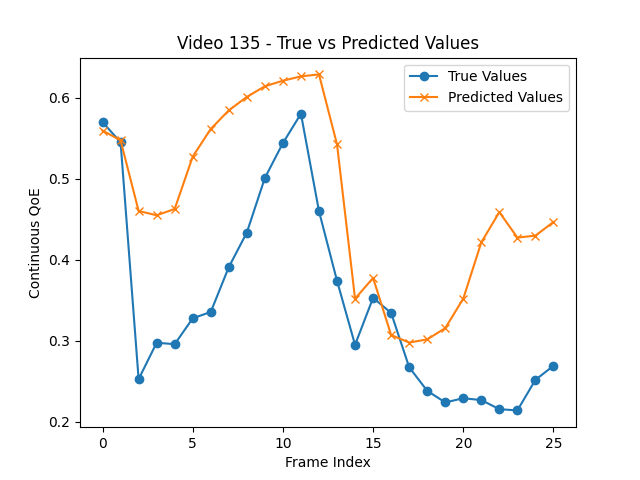 Video 135 - True vs Predicted Values
True Values
Predicted Values
Continuous QoE
0.6
0.5
0.4
0.3
0.2
0 5 10 15 20 25
Frame Index